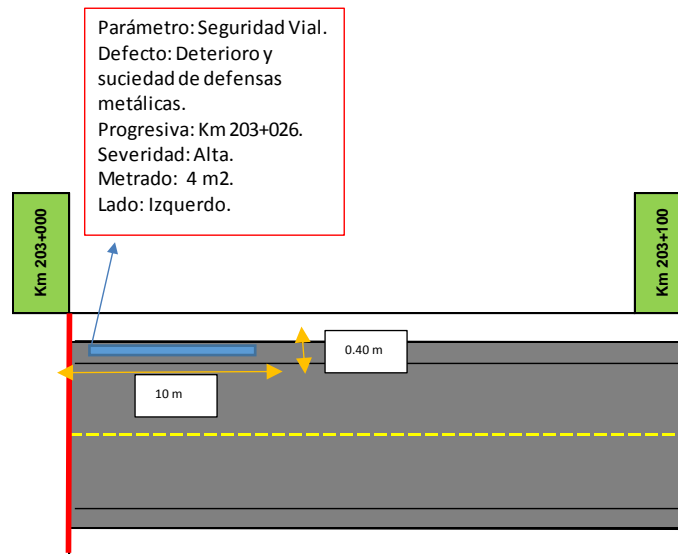 Parámetro: Seguridad Vial.
Defecto: Deterioro y
suciedad de defensas
metálicas.
Progresiva: Km 203+026.
Severidad: Alta.
Metrado: 4 m2.
Lado: Izquierdo.
Km 203+000
Km 203+100
0.40 m
10 m